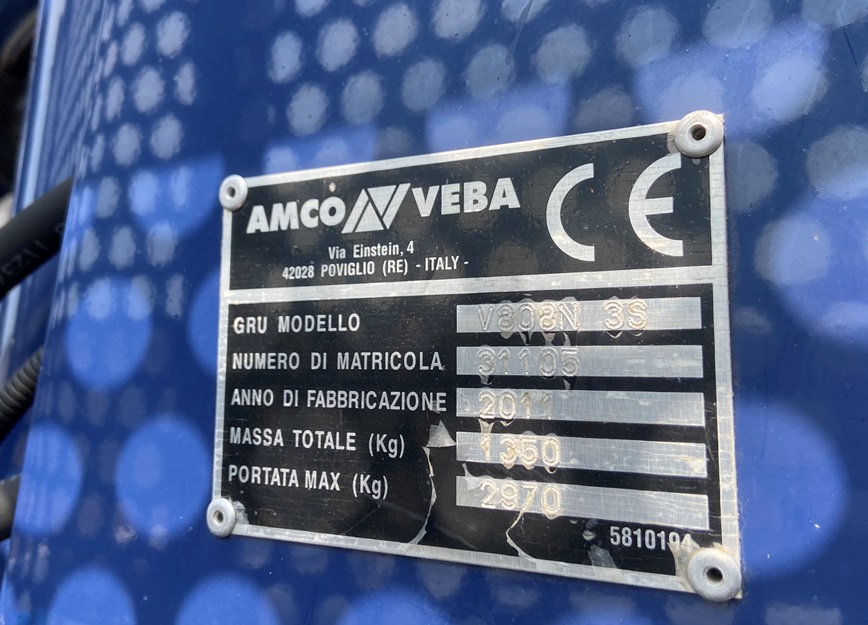 AMCO VEBA
CE
Via Einstein, 4
42028 POVIGLIO (RE) - ITALY -
GRU MODELLO V808N 3S
NUMERO DI MATRICOLA 31105
ANNO DI FABBRICAZIONE 2011
MASSA TOTALE (Kg) 1350
PORTATA MAX (Kg) 2970
5810194